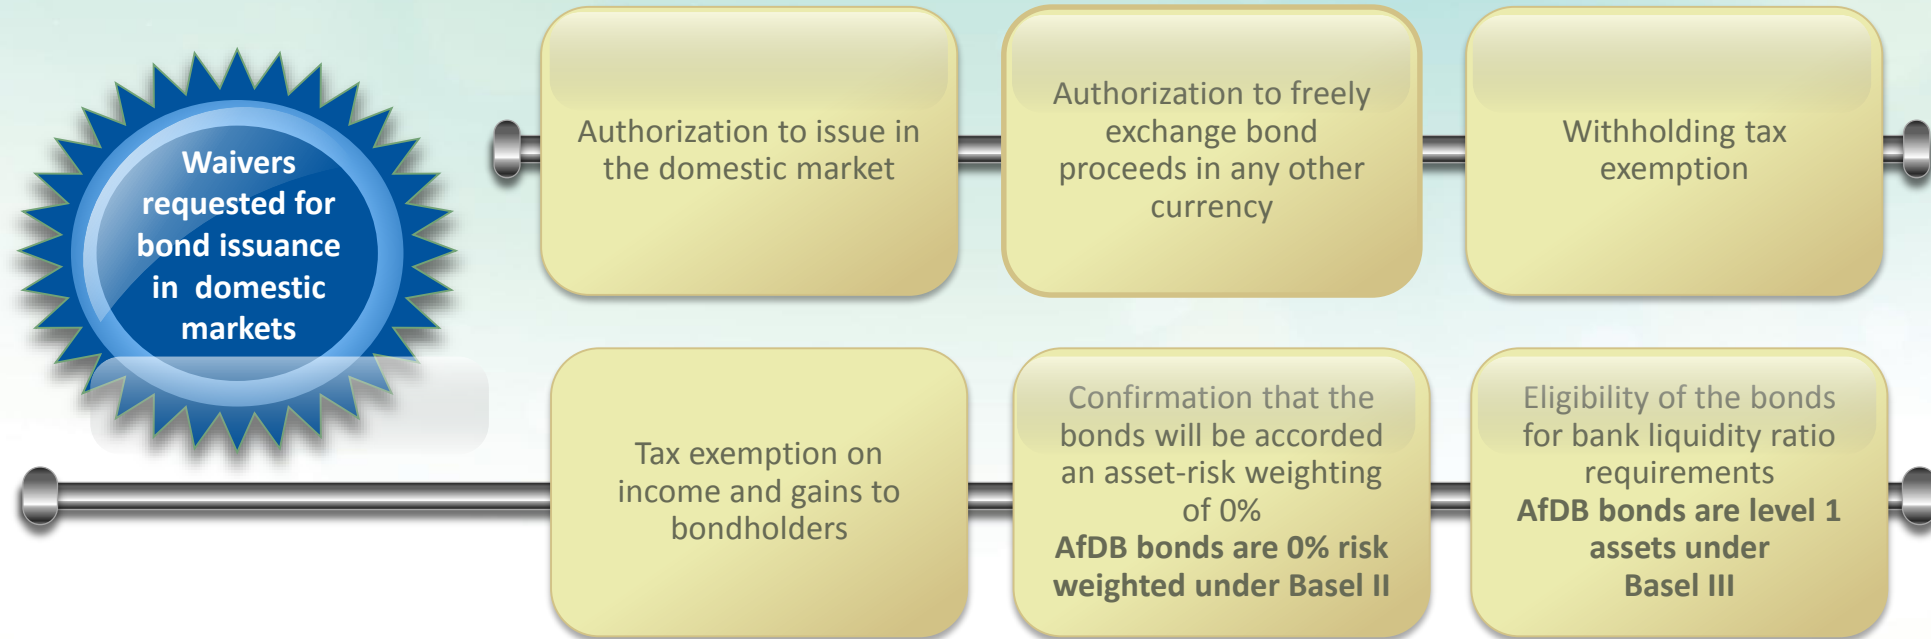 Waivers
requested for
bond issuance
in domestic
markets
Authorization to issue in
the domestic market
Authorization to freely
exchange bond
proceeds in any other
currency
Withholding tax
exemption
Tax exemption on
income and gains to
bondholders
Confirmation that the
bonds will be accorded
an asset-risk weighting
of 0%
AfDB bonds are 0% risk
weighted under Basel II
Eligibility of the bonds
for bank liquidity ratio
requirements
AfDB bonds are level 1
assets under
Basel III